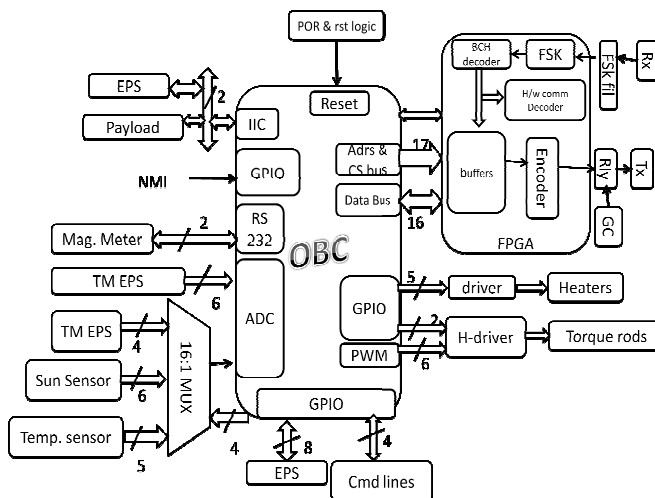 POR & rst logic
BCH
decoder
FSK
FSk fil
Rx
EPS
2
Reset
H/w comm
Decoder
Payload
IIC
17
Adrs &
CS bus
buffers
Encoder
Rly
Tx
NMI
GPIO
Data Bus
16
GC
FPGA
Mag. Meter
2
RS
232
OBC
TM EPS
6
ADC
5
driver
Heaters
GPIO
TM EPS
4
16:1 MUX
2
H-driver
Torque rods
PWM
6
Sun Sensor
6
GPIO
Temp. sensor
5
4
8
4
EPS
Cmd lines